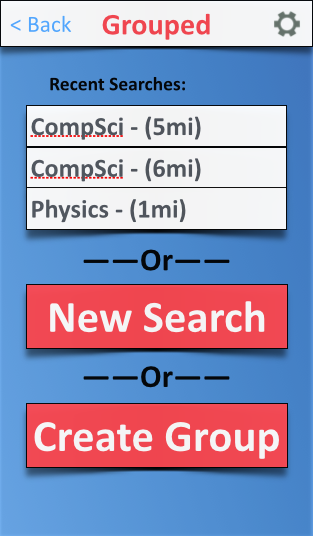 < Back Grouped
Recent Searches:
CompSci - (5mi)
CompSci - (6mi)
Physics - (1mi)
——Or——
New Search
——Or——
Create Group